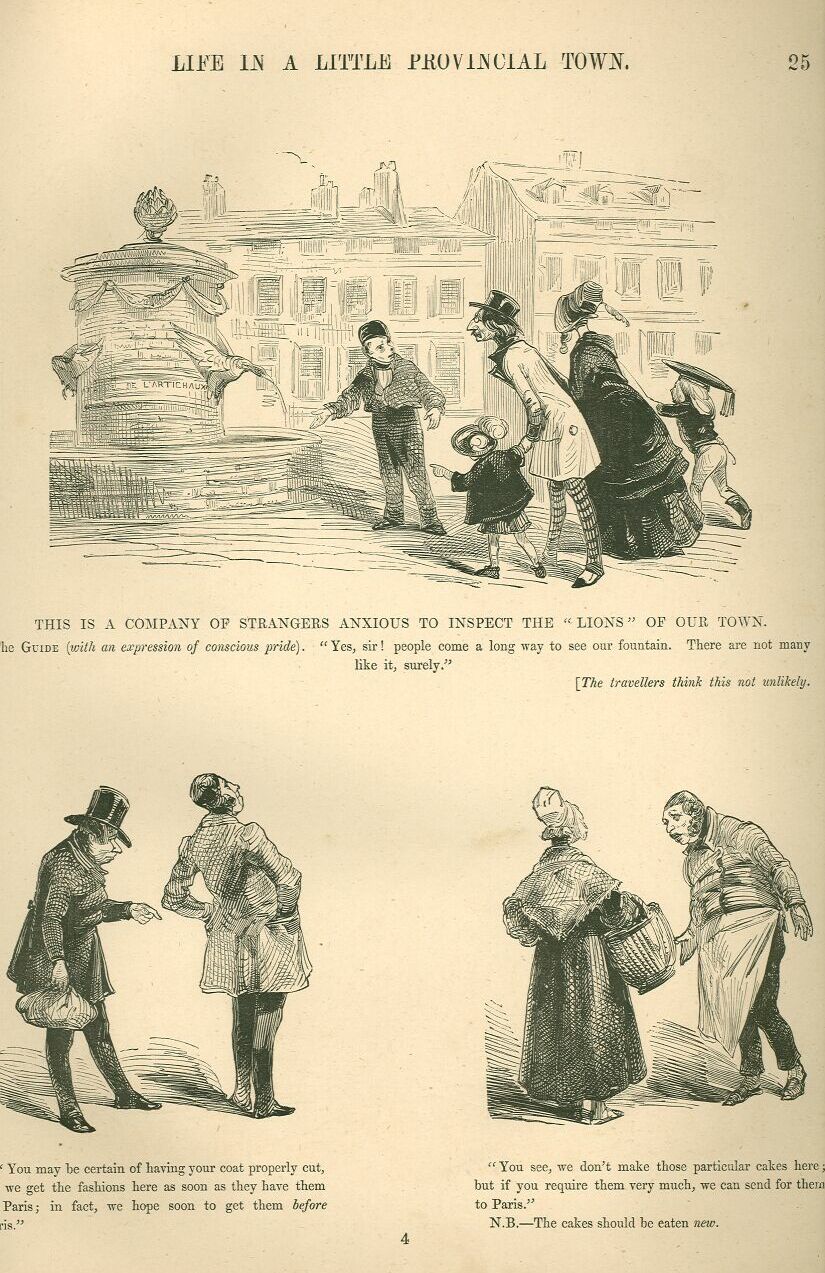 LIFE IN A LITTLE PROVINCIAL TOWN.
25
DE L'ARTICHAUX
THIS IS A COMPANY OF STRANGERS ANXIOUS TO INSPECT THE "LIONS" OF OUR TOWN.
he GUIDE (with an expression of conscious pride). "Yes, sir! people come a long way to see our fountain. There are not many
like it, surely."
[The travellers think this not unlikely.
"You may be certain of having your coat properly cut,
we get the fashions here as soon as they have them
Paris; in fact, we hope soon to get them before
ris."
"You see, we don't make those particular cakes here;
but if you require them very much, we can send for them
to Paris."
N.B.—The cakes should be eaten new.
4